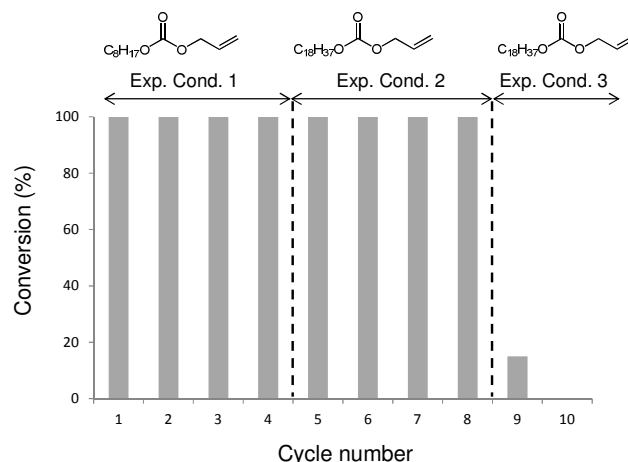 O O O
C8H17O O C18H37O O C18H37O O
Exp. Cond. 1 Exp. Cond. 2 Exp. Cond. 3
100
80
60
40
20
0
Conversion (%)
1 2 3 4 5 6 7 8 9 10
Cycle number